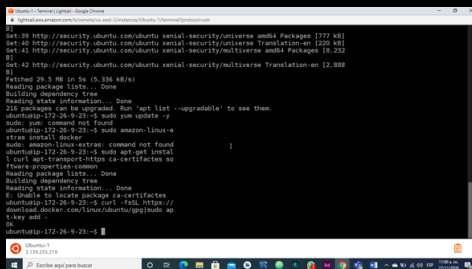 Ubuntu-1 – Terminal | Lightsail - Google Chrome
lightsail.aws.amazon.com/ls/remote/us-east-2/instances/Ubuntu-1/terminal?protocol=ssh
B]
Get:39 http://security.ubuntu.com/ubuntu xenial-security/universe amd64 Packages [777 kB]
Get:40 http://security.ubuntu.com/ubuntu xenial-security/universe Translation-en [220 kB]
Get:41 http://security.ubuntu.com/ubuntu xenial-security/multiverse amd64 Packages [8,232
B]
Get:42 http://security.ubuntu.com/ubuntu xenial-security/multiverse Translation-en [2,888
B]
Fetched 29.5 MB in 5s (5,336 kB/s)
Reading package lists... Done
Building dependency tree
Reading state information... Done
216 packages can be upgraded. Run 'apt list --upgradable' to see them.
ubuntu@ip-172-26-9-23:~$ sudo yum update -y
sudo: yum: command not found
ubuntu@ip-172-26-9-23:~$ sudo amazon-linux-e
xtras install docker
sudo: amazon-linux-extras: command not found
ubuntu@ip-172-26-9-23:~$ sudo apt-get instal
l curl apt-transport-https ca-certifactes so
ftware-properties-common
Reading package lists... Done
Building dependency tree
Reading state information... Done
E: Unable to locate package ca-certifactes
ubuntu@ip-172-26-9-23:~$ curl -fsSL https://
download.docker.com/linux/ubuntu/gpg|sudo ap
t-key add -
OK
ubuntu@ip-172-26-9-23:~$
Ubuntu-1
Escribe aquí para buscar
ESP